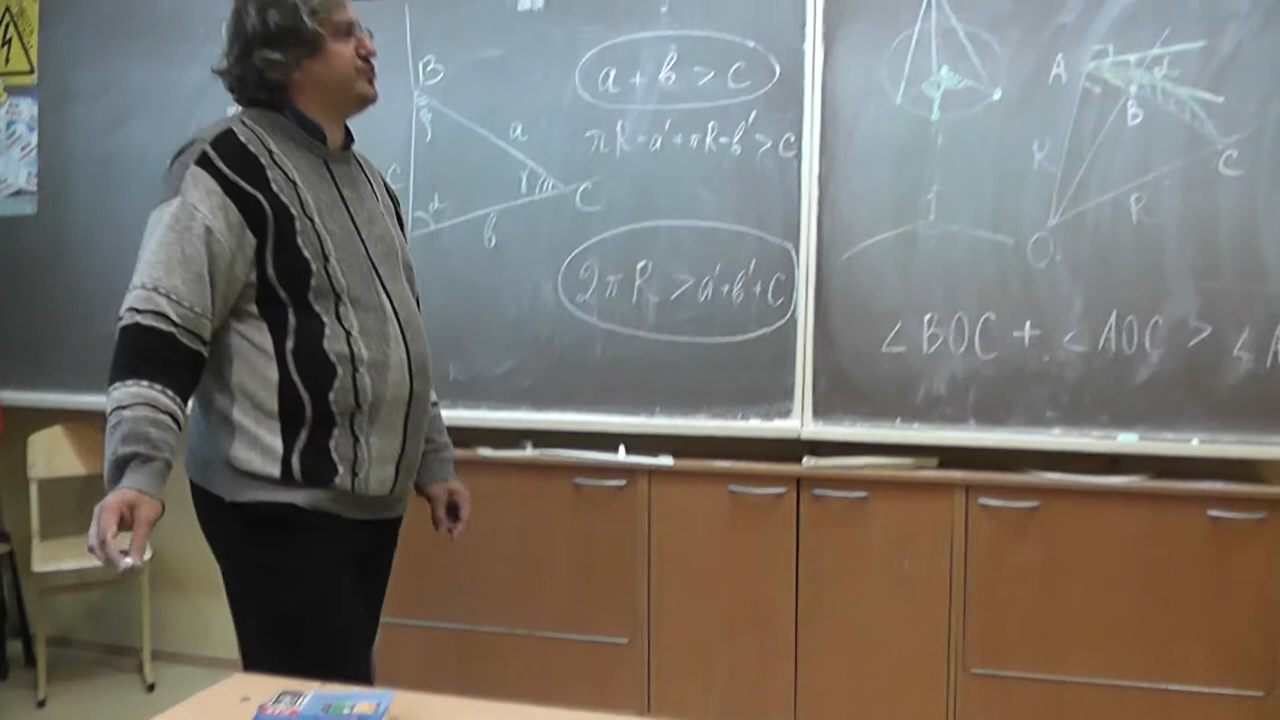 B
a
a + b > c
πR-a'+πR-b' > c
c
γ
C
α
b
2πR > a'+b'+c
A
α
B
R
C
R
O
∠BOC + ∠AOC > ∠A